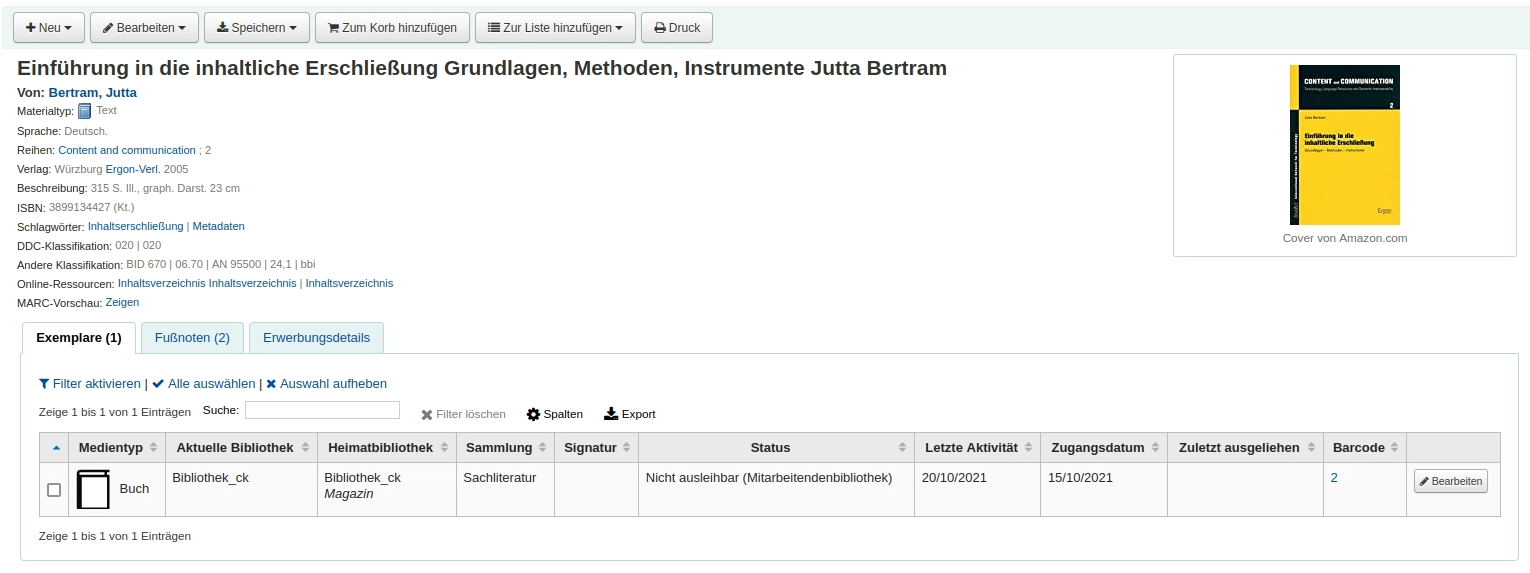 Neu Bearbeiten Speichern Zum Korb hinzufügen Zur Liste hinzufügen Druck
Einführung in die inhaltliche Erschließung Grundlagen, Methoden, Instrumente Jutta Bertram
Von: Bertram, Jutta
Materialtyp: Text
Sprache: Deutsch.
Reihen: Content and communication ; 2
Verlag: Würzburg Ergon-Verl. 2005
Beschreibung: 315 S. Ill., graph. Darst. 23 cm
ISBN: 3899134427 (Kt.)
Schlagwörter: Inhaltserschließung | Metadaten
DDC-Klassifikation: 020 | 020
Andere Klassifikation: BID 670 | 06.70 | AN 95500 | 24,1 | bbi
Online-Ressourcen: Inhaltsverzeichnis Inhaltsverzeichnis | Inhaltsverzeichnis
MARC-Vorschau: Zeigen
CONTENT and COMMUNICATION
2
Jutta Bertram
Einführung in die
inhaltliche Erschließung
Grundlagen – Methoden – Instrumente
Ergon
Cover von Amazon.com
Exemplare (1) Fußnoten (2) Erwerbungsdetails
Filter aktivieren | Alle auswählen | Auswahl aufheben
Zeige 1 bis 1 von 1 Einträgen Suche: Filter löschen Spalten Export
Medientyp Aktuelle Bibliothek Heimatbibliothek Sammlung Signatur Status Letzte Aktivität Zugangsdatum Zuletzt ausgeliehen Barcode
Buch Bibliothek_ck Bibliothek_ck Sachliteratur Nicht ausleihbar (Mitarbeitendenbibliothek) 20/10/2021 15/10/2021 2 Bearbeiten
Magazin
Zeige 1 bis 1 von 1 Einträgen